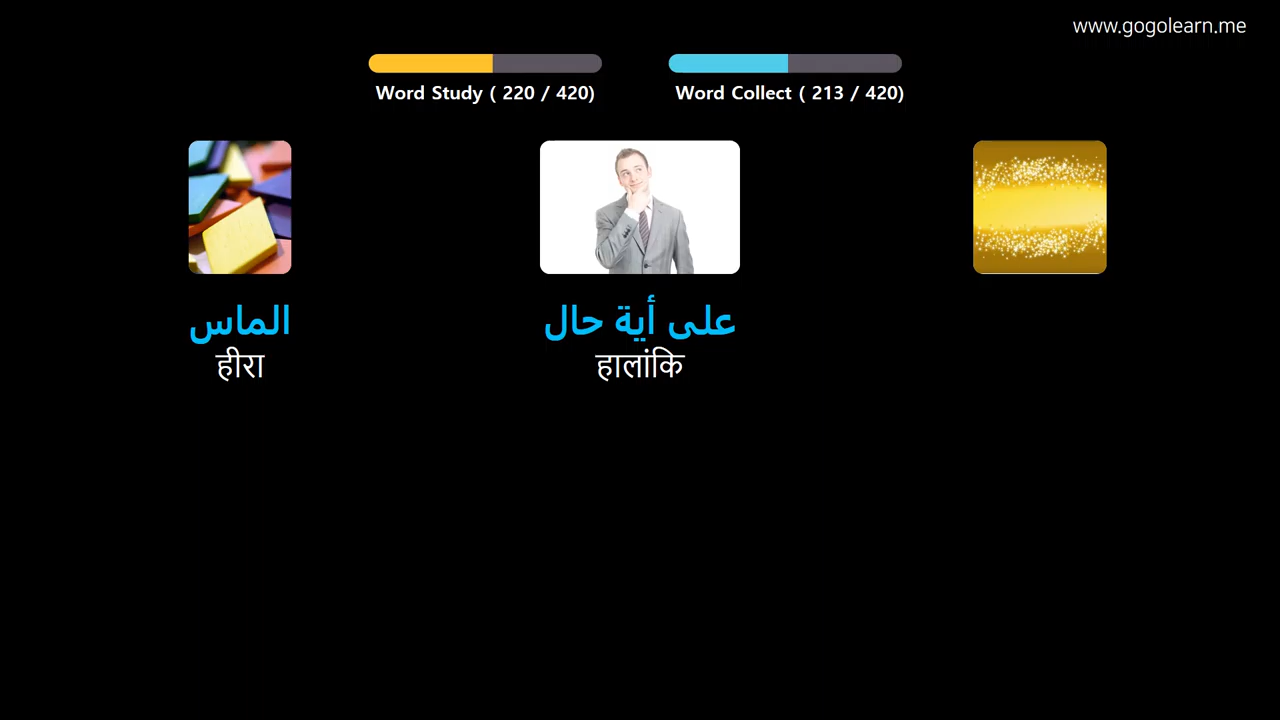 www.gogolearn.me
Word Study ( 220 / 420)
Word Collect ( 213 / 420)
الماس
हीरा
على أية حال
हालांकि